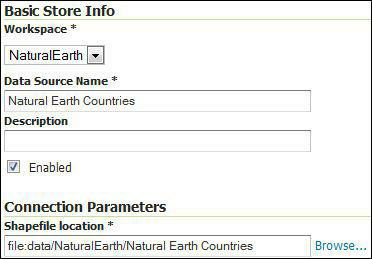 Basic Store Info
Workspace *
NaturalEarth
Data Source Name *
Natural Earth Countries
Description
Enabled
Connection Parameters
Shapefile location *
file:data/NaturalEarth/Natural Earth Countries Browse...